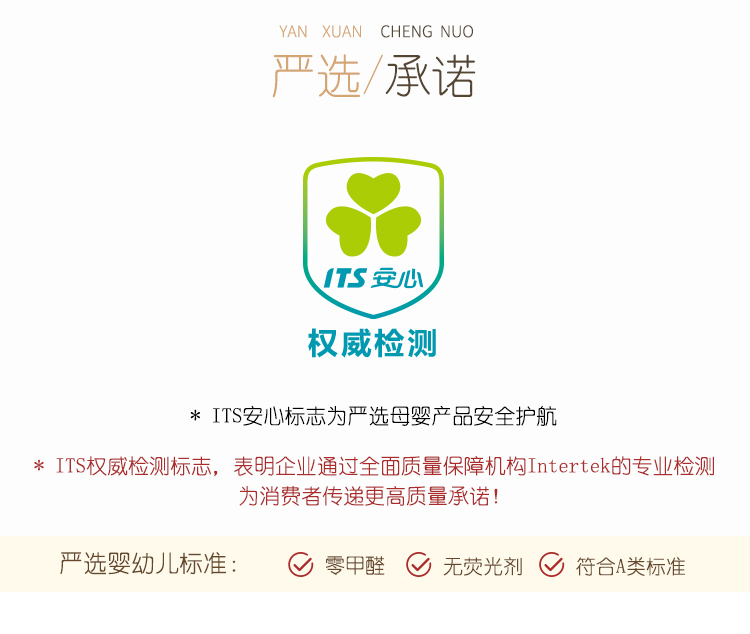 YAN XUAN CHENG NUO
严选/承诺
ITS 安心
权威检测
* ITS安心标志为严选母婴产品安全护航
* ITS权威检测标志，表明企业通过全面质量保障机构Intertek的专业检测
为消费者传递更高质量承诺！
严选婴幼儿标准： 零甲醛 无荧光剂 符合A类标准